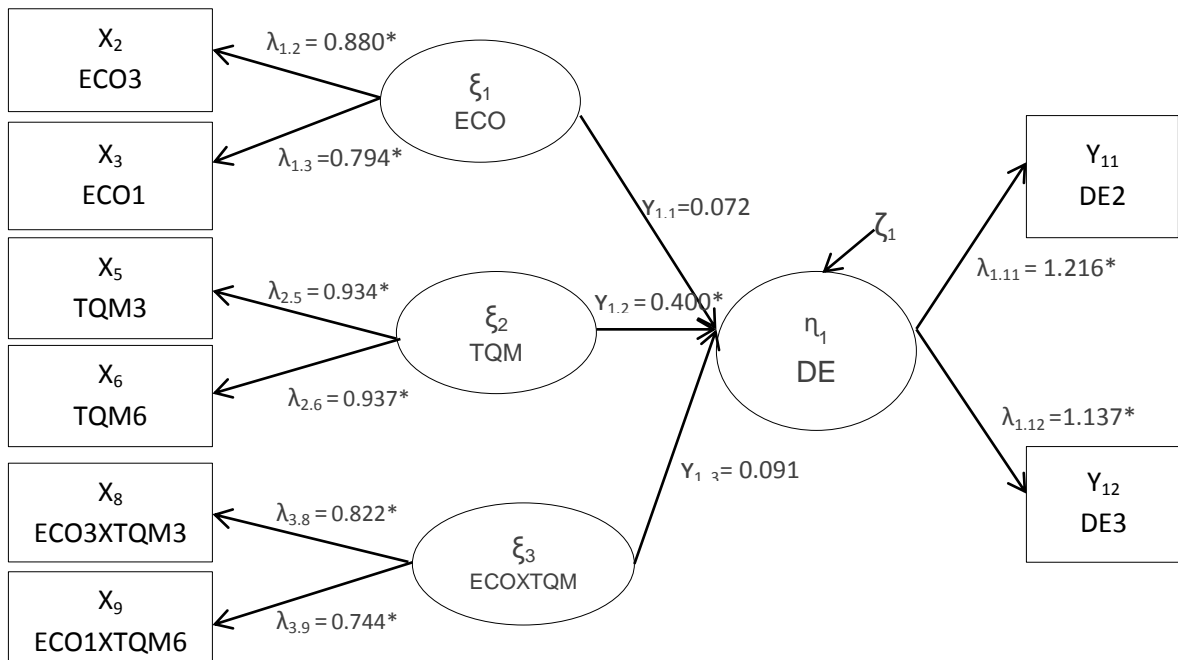 X₂
ECO3
λ₁.₂ = 0.880*
ξ₁
ECO
X₃
ECO1
λ₁.₃ =0.794*
Y₁.₁=0.072
Y₁₁
DE2
λ₁.₁₁ = 1.216*
ζ₁
X₅
TQM3
λ₂.₅ = 0.934*
ξ₂
TQM
Y₁.₂ = 0.400*
η₁
DE
X₆
TQM6
λ₂.₆ = 0.937*
λ₁.₁₂ = 1.137*
Y₁₂
DE3
Y₁.₃ = 0.091
X₈
ECO3XTQM3
λ₃.₈ = 0.822*
ξ₃
ECOXTQM
X₉
ECO1XTQM6
λ₃.₉ = 0.744*